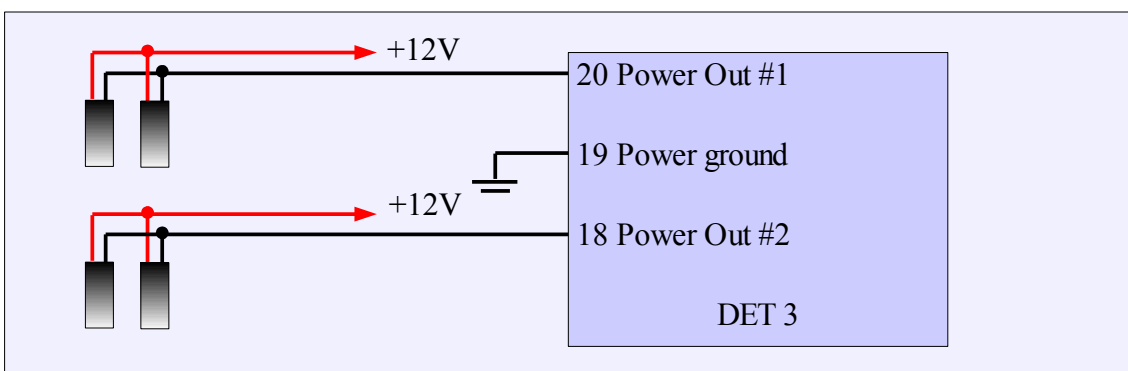 +12V
20 Power Out #1
19 Power ground
+12V
18 Power Out #2
DET 3